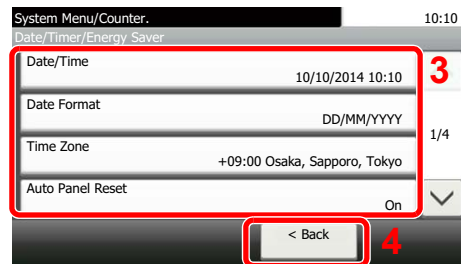 System Menu/Counter. 10:10
Date/Timer/Energy Saver
Date/Time
10/10/2014 10:10
3
Date Format
DD/MM/YYYY
1/4
Time Zone
+09:00 Osaka, Sapporo, Tokyo
Auto Panel Reset
On
< Back
4